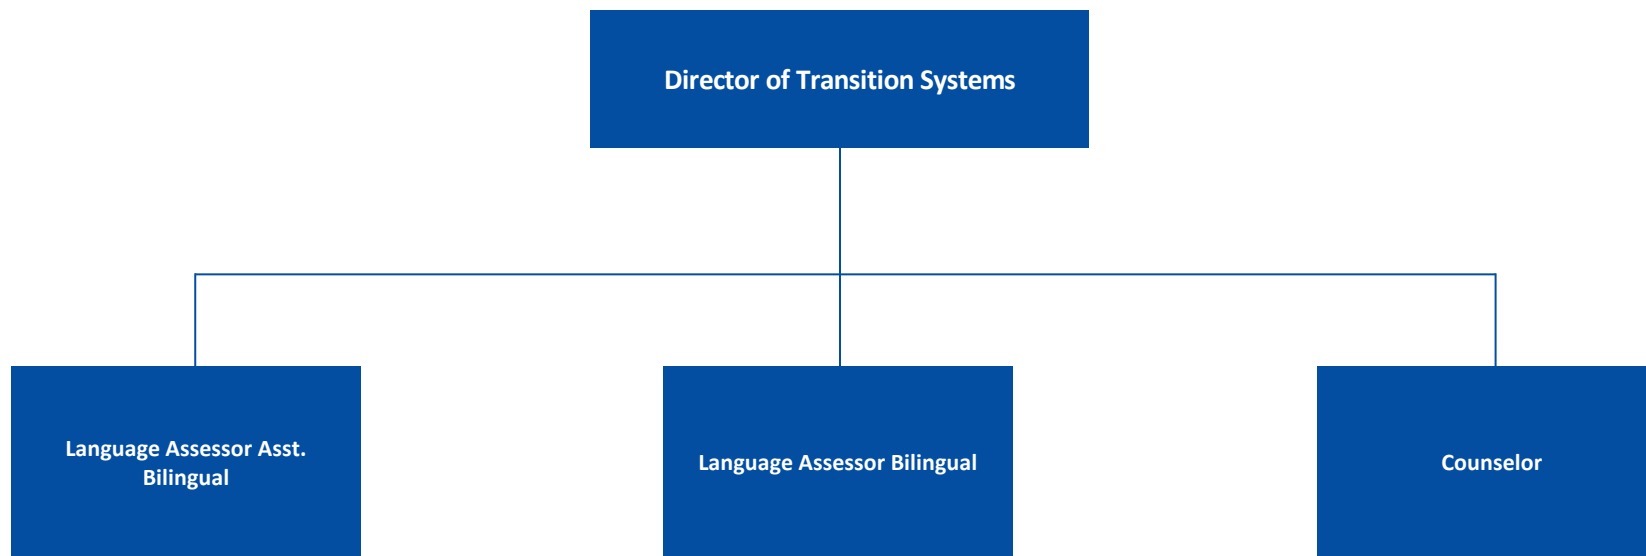 Director of Transition Systems
Language Assessor Asst.
Bilingual
Language Assessor Bilingual
Counselor